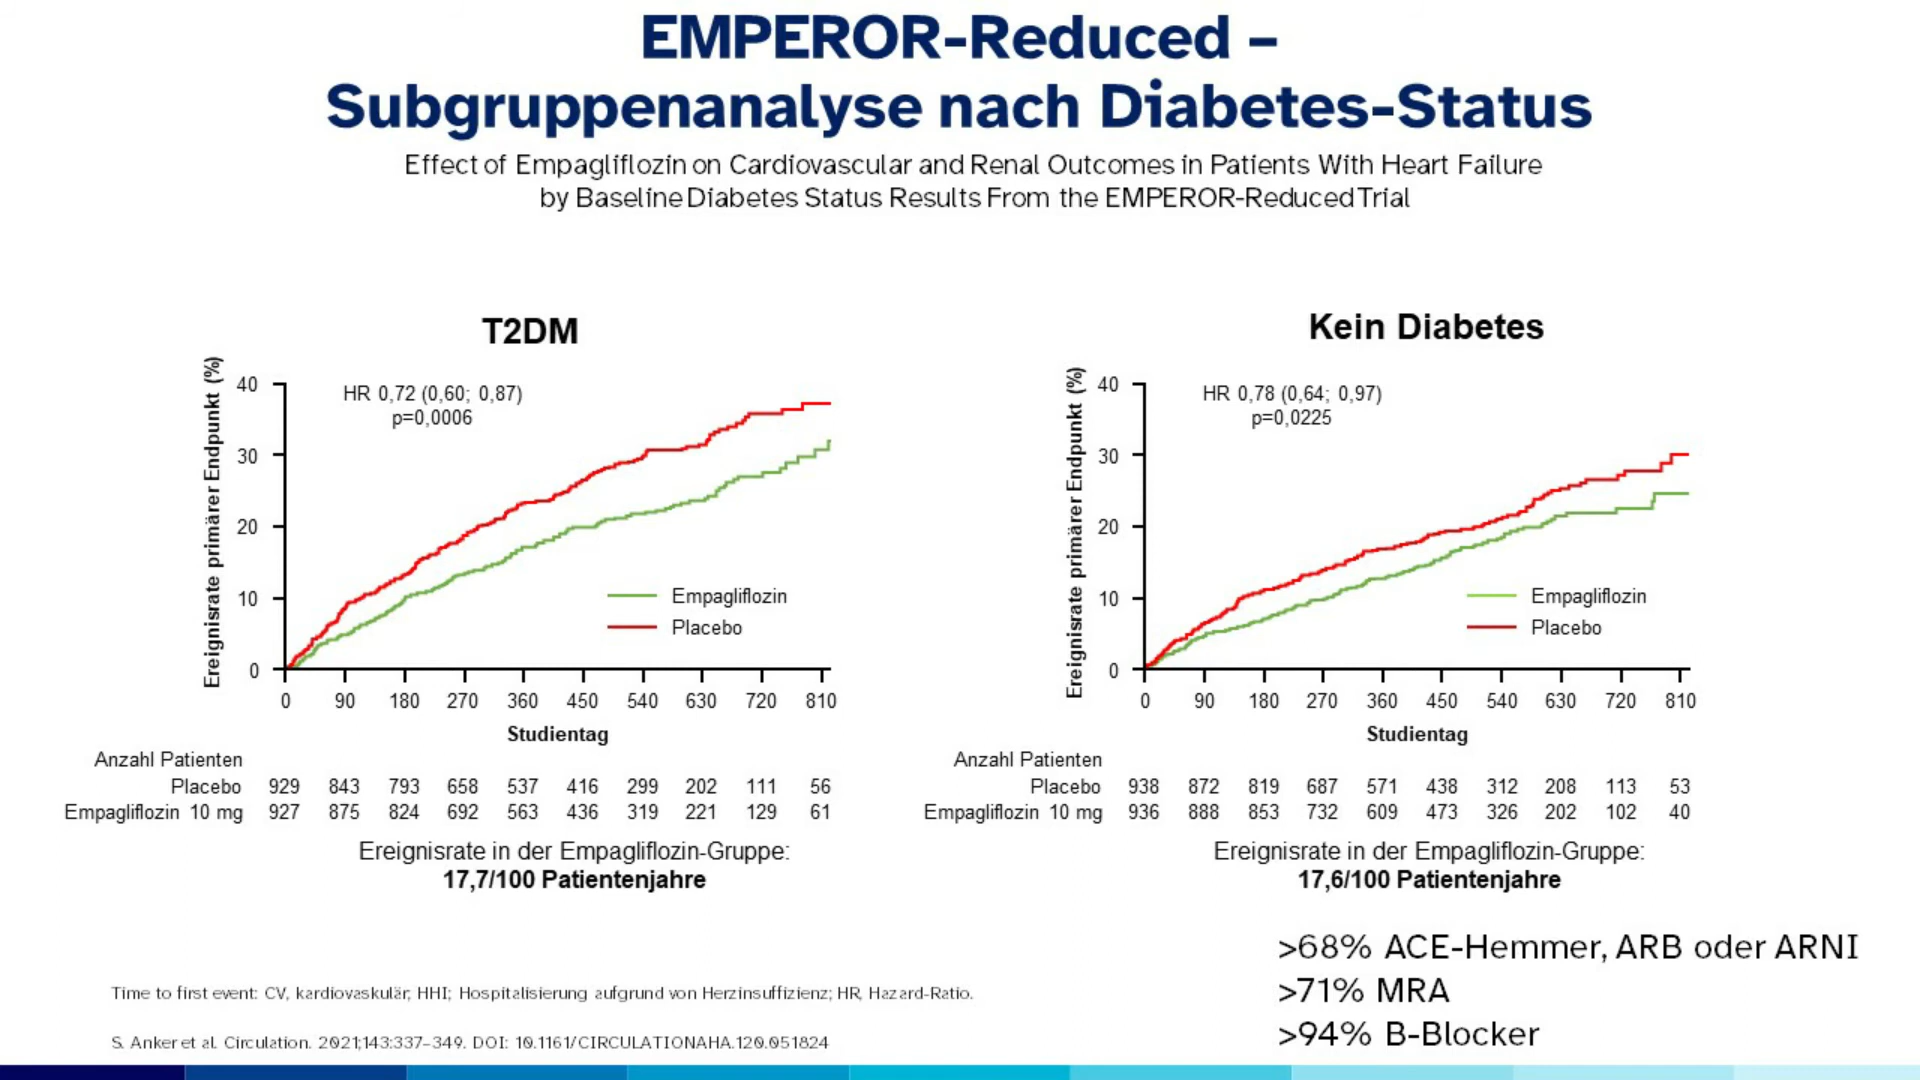 EMPEROR-Reduced –
Subgruppenanalyse nach Diabetes-Status
Effect of Empagliflozin on Cardiovascular and Renal Outcomes in Patients With Heart Failure
by Baseline Diabetes Status Results From the EMPEROR-Reduced Trial
T2DM
Ereignisrate primärer Endpunkt (%)
HR 0,72 (0,60; 0,87)
p=0,0006
40
30
20
10
0
Empagliflozin
Placebo
0 90 180 270 360 450 540 630 720 810
Studientag
Anzahl Patienten
Placebo 929 843 793 658 537 416 299 202 111 56
Empagliflozin 10 mg 927 875 824 692 563 436 319 221 129 61
Ereignisrate in der Empagliflozin-Gruppe:
17,7/100 Patientenjahre
Kein Diabetes
Ereignisrate primärer Endpunkt (%)
HR 0,78 (0,64; 0,97)
p=0,0225
40
30
20
10
0
Empagliflozin
Placebo
0 90 180 270 360 450 540 630 720 810
Studientag
Anzahl Patienten
Placebo 938 872 819 687 571 438 312 208 113 53
Empagliflozin 10 mg 936 888 853 732 609 473 326 202 102 40
Ereignisrate in der Empagliflozin-Gruppe:
17,6/100 Patientenjahre
>68% ACE-Hemmer, ARB oder ARNI
>71% MRA
>94% B-Blocker
Time to first event: CV, kardiovaskulär; HHI; Hospitalisierung aufgrund von Herzinsuffizienz; HR, Hazard-Ratio.
S. Anker et al. Circulation. 2021;143:337–349. DOI: 10.1161/CIRCULATIONAHA.120.051824